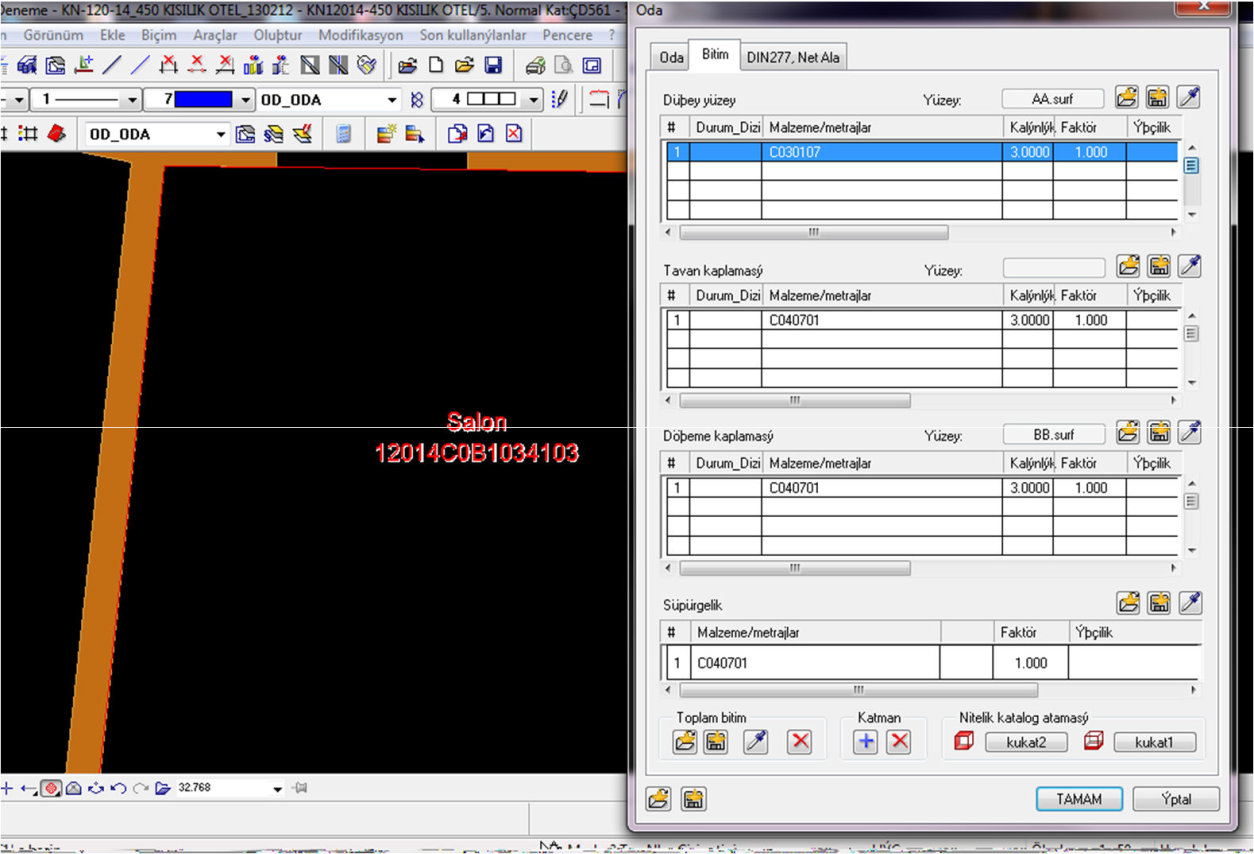 Deneme - KN-120-14_450 KISILIK OTEL_130212 - KN12014-450 KISILIK OTEL/5. Normal Kat:ÇD561 -
Görünüm Ekle Biçim Araçlar Oluþtur Modifikasyon Son kullanýlanlar Pencere ?
1 7 OD_ODA 4
OD_ODA
Salon
12014C0B1034103
32.768
Oda
Oda Bitim DIN277, Net Ala
Düþey yüzey Yüzey: AA.surf
# Durum_Dizi Malzeme/metrajlar Kalýnlýk Faktör Ýþçilik
1 C030107 3.0000 1.000
Tavan kaplamasý Yüzey:
# Durum_Dizi Malzeme/metrajlar Kalýnlýk Faktör Ýþçilik
1 C040701 3.0000 1.000
Döþeme kaplamasý Yüzey: BB.surf
# Durum_Dizi Malzeme/metrajlar Kalýnlýk Faktör Ýþçilik
1 C040701 3.0000 1.000
Süpürgelik
# Malzeme/metrajlar Faktör Ýþçilik
1 C040701 1.000
Toplam bitim Katman Nitelik katalog atamasý
kukat2 kukat1
TAMAM Ýptal